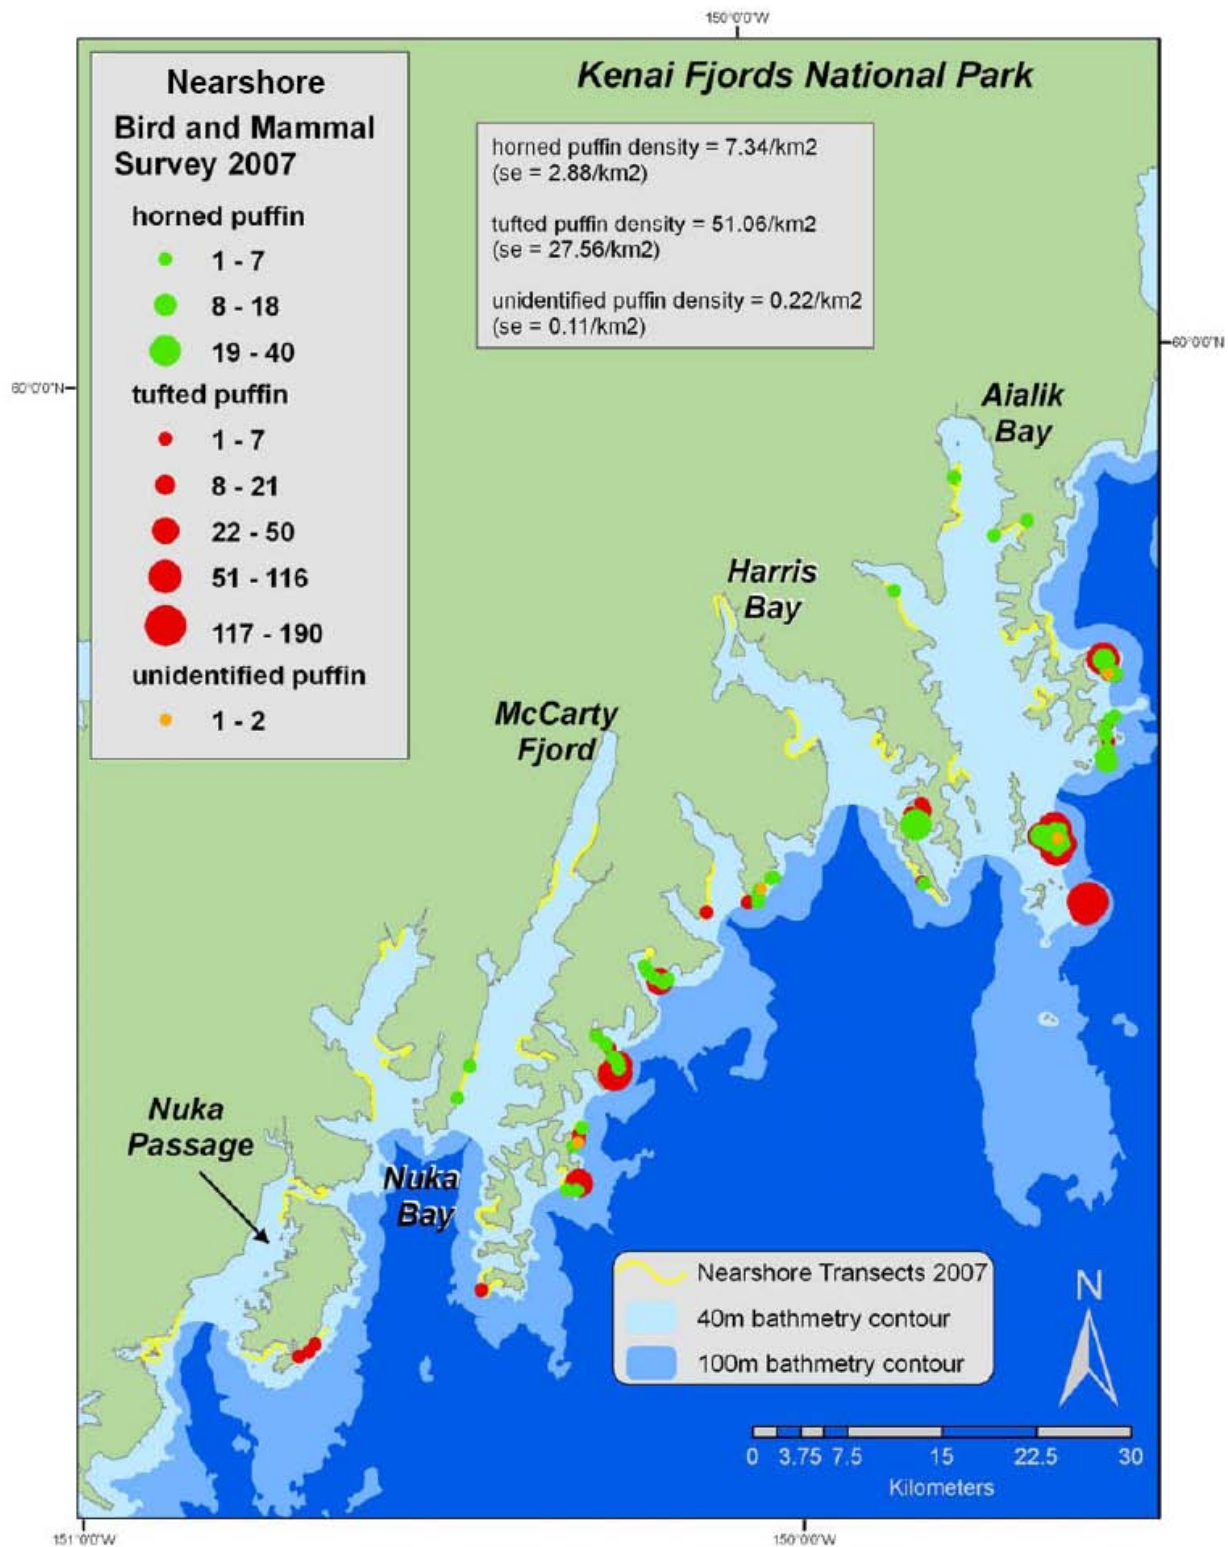 150°0'0"W
Kenai Fjords National Park
Nearshore
Bird and Mammal
Survey 2007
horned puffin
1 - 7
8 - 18
19 - 40
tufted puffin
1 - 7
8 - 21
22 - 50
51 - 116
117 - 190
unidentified puffin
1 - 2
horned puffin density = 7.34/km2
(se = 2.88/km2)
tufted puffin density = 51.06/km2
(se = 27.56/km2)
unidentified puffin density = 0.22/km2
(se = 0.11/km2)
60°0'0"N
60°0'0"N
Aialik
Bay
Harris
Bay
McCarty
Fjord
Nuka
Passage
Nuka
Bay
Nearshore Transects 2007
40m bathmetry contour
100m bathmetry contour
N
0 3.75 7.5 15 22.5 30
Kilometers
151°0'0"W
150°0'0"W